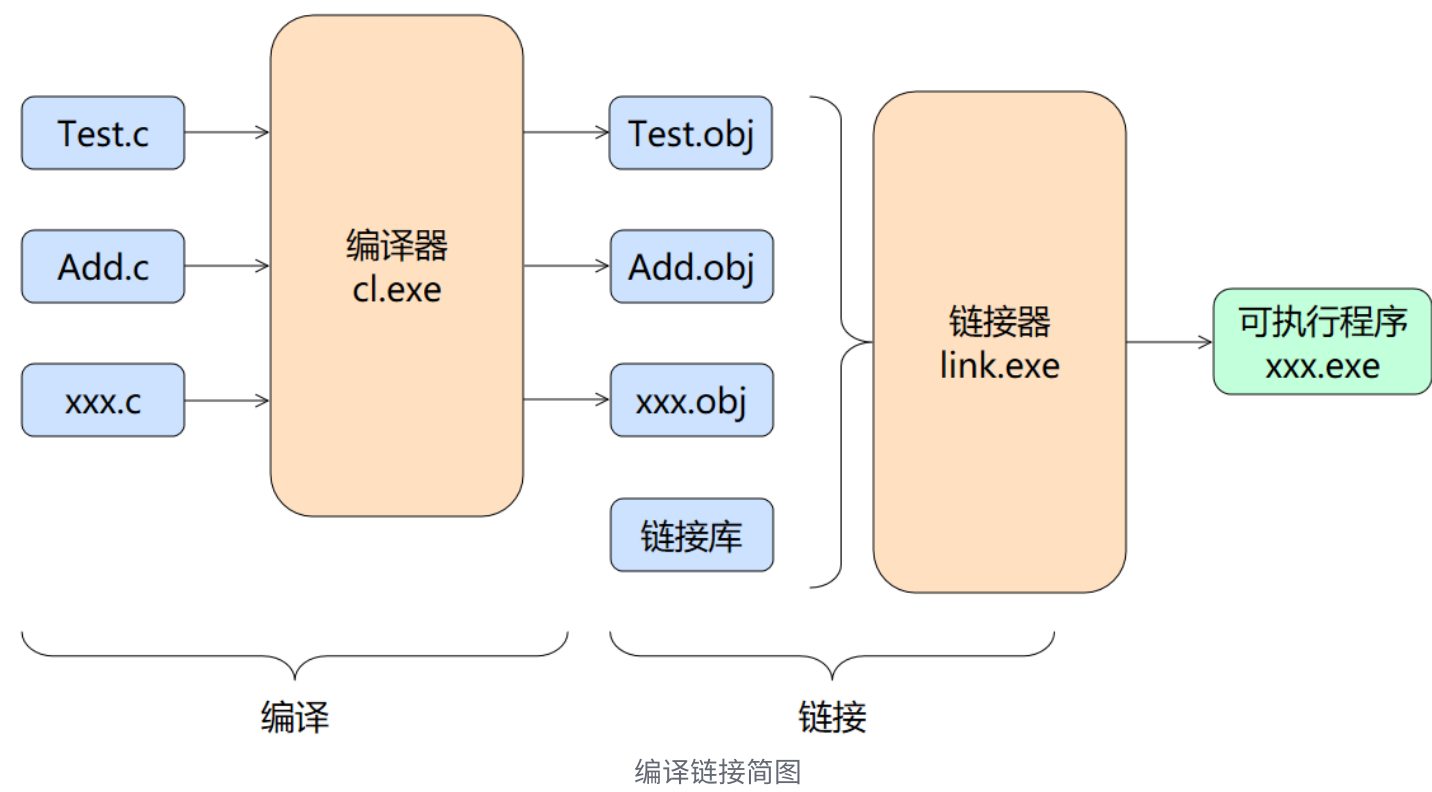 Test.c
Add.c
xxx.c
编译器
cl.exe
Test.obj
Add.obj
xxx.obj
链接库
链接器
link.exe
可执行程序
xxx.exe
编译
链接
编译链接简图